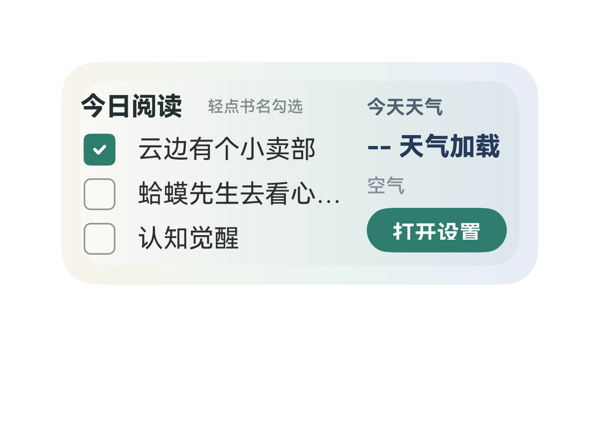 今日阅读 轻点书名勾选
云边有个小卖部
蛤蟆先生去看心…
认知觉醒
今天天气
-- 天气加载
空气
打开设置